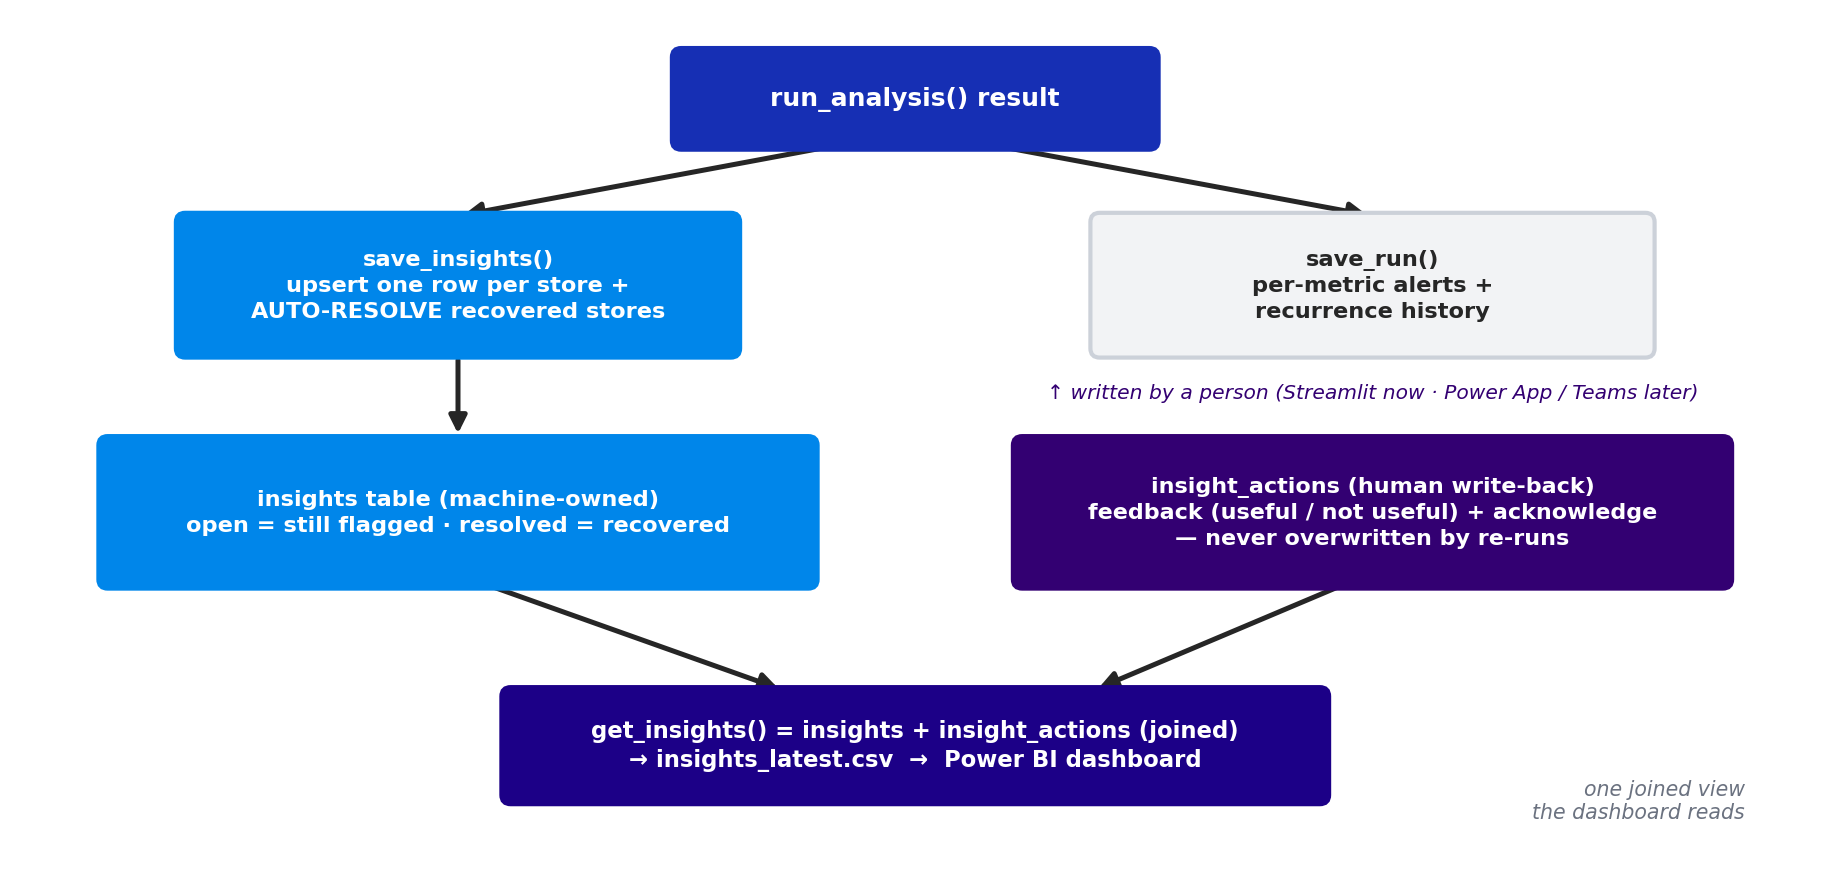 run_analysis() result
save_insights()
upsert one row per store +
AUTO-RESOLVE recovered stores
save_run()
per-metric alerts +
recurrence history
↑ written by a person (Streamlit now · Power App / Teams later)
insights table (machine-owned)
open = still flagged · resolved = recovered
insight_actions (human write-back)
feedback (useful / not useful) + acknowledge
— never overwritten by re-runs
get_insights() = insights + insight_actions (joined)
→ insights_latest.csv → Power BI dashboard
one joined view
the dashboard reads